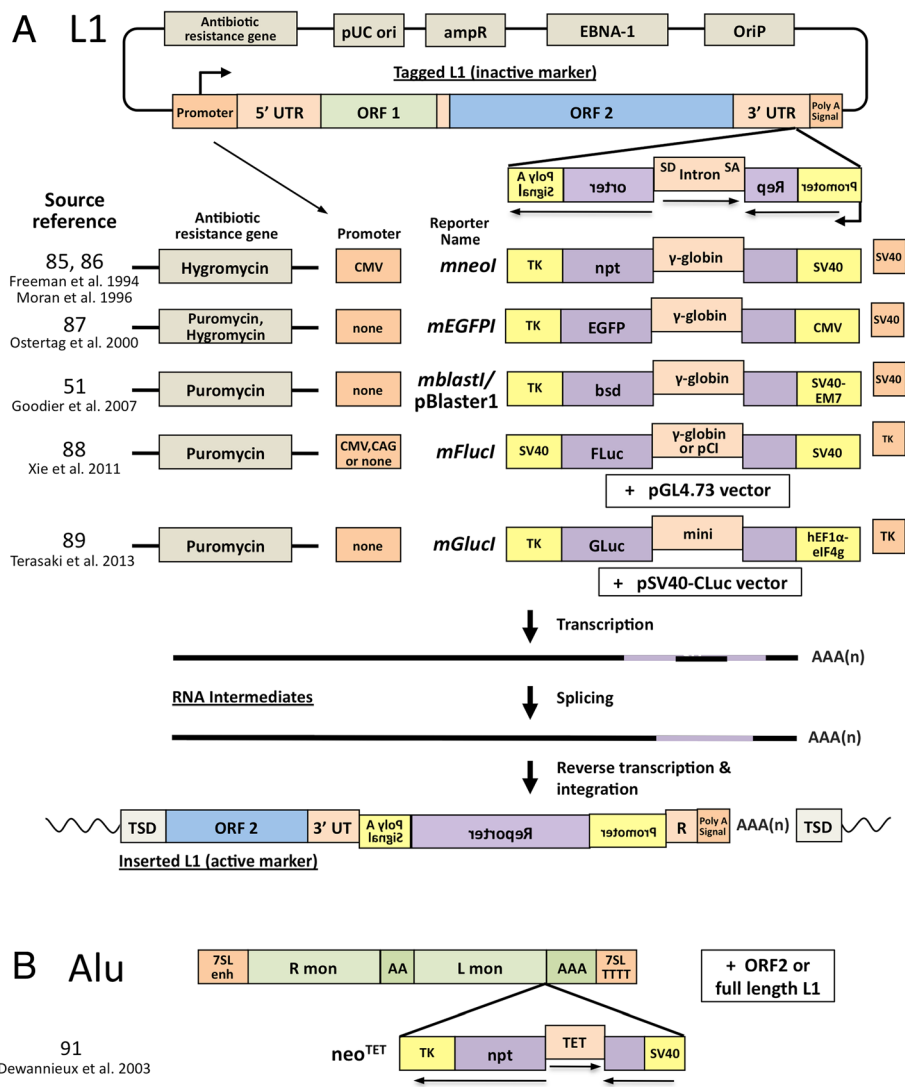 A L1
Antibiotic
resistance gene
pUC ori
ampR
EBNA-1
OriP
Tagged L1 (inactive marker)
Promoter
5' UTR
ORF 1
ORF 2
3' UTR
Poly A
Signal
Poly A
Signal
orter
SD Intron SA
Rep
Promoter
Source
reference
Antibiotic
resistance gene
Promoter
Reporter
Name
85, 86
Freeman et al. 1994
Moran et al. 1996
Hygromycin
CMV
mneoI
TK
npt
γ-globin
SV40
SV40
87
Ostertag et al. 2000
Puromycin,
Hygromycin
none
mEGFPI
TK
EGFP
γ-globin
CMV
SV40
51
Goodier et al. 2007
Puromycin
none
mblastI/
pBlaster1
TK
bsd
γ-globin
SV40-
EM7
SV40
88
Xie et al. 2011
Puromycin
CMV,CAG
or none
mFlucI
SV40
FLuc
γ-globin
or pCI
SV40
TK
+ pGL4.73 vector
89
Terasaki et al. 2013
Puromycin
none
mGlucI
TK
GLuc
mini
hEF1α-
eIF4g
TK
+ pSV40-CLuc vector
Transcription
AAA(n)
RNA Intermediates
Splicing
AAA(n)
Reverse transcription &
integration
TSD
ORF 2
3' UT
Poly A
Signal
Reporter
Promoter
R
Poly A
Signal
AAA(n)
TSD
Inserted L1 (active marker)
B Alu
7SL
enh
R mon
AA
L mon
AAA
7SL
TTTT
+ ORF2 or
full length L1
91
Dewannieux et al. 2003
neoTET
TK
npt
TET
SV40